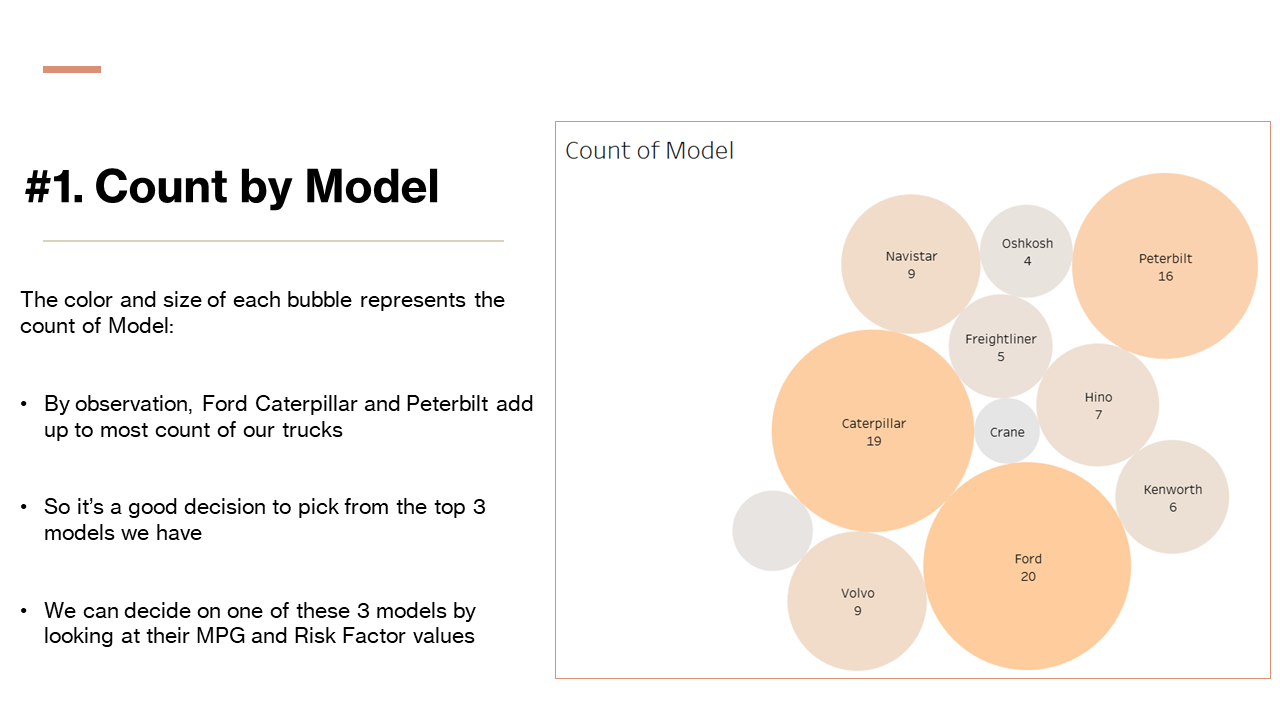 #1. Count by Model
The color and size of each bubble represents the
count of Model:
• By observation, Ford Caterpillar and Peterbilt add
up to most count of our trucks
• So it’s a good decision to pick from the top 3
models we have
• We can decide on one of these 3 models by
looking at their MPG and Risk Factor values
Count of Model
Navistar
9
Oshkosh
4
Peterbilt
16
Freightliner
5
Hino
7
Caterpillar
19
Crane
Kenworth
6
Ford
20
Volvo
9